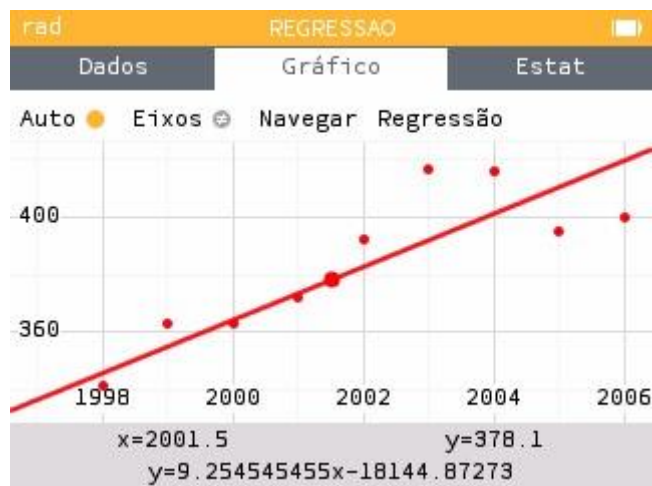 rad REGRESSAO
Dados Gráfico Estat
Auto Eixos Navegar Regressão
400
360
1998 2000 2002 2004 2006
x=2001.5 y=378.1
y=9.254545455x-18144.87273